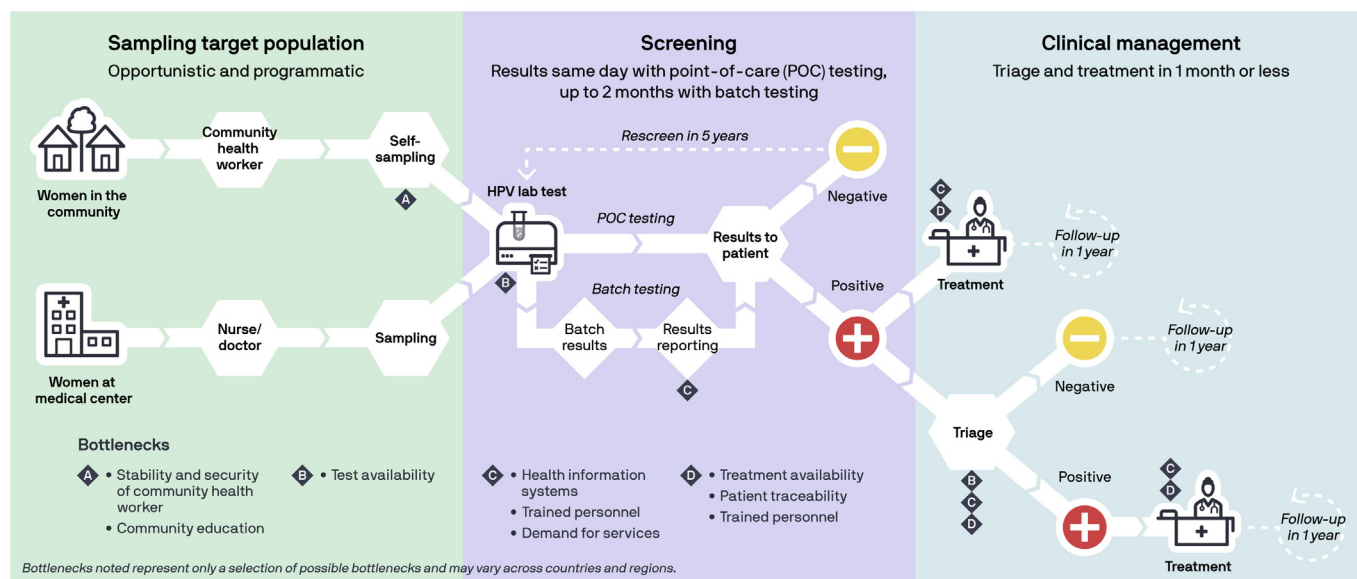 Sampling target population
Opportunistic and programmatic
Women in the
community
Community
health
worker
Self-
sampling
A
Women at
medical center
Nurse/
doctor
Sampling
Screening
Results same day with point-of-care (POC) testing,
up to 2 months with batch testing
Rescreen in 5 years
HPV lab test
B
POC testing
Batch testing
Batch
results
Results
reporting
C
Results to
patient
Negative
Positive
Clinical management
Triage and treatment in 1 month or less
C
D
Treatment
Follow-up
in 1 year
Triage
B
C
D
Negative
Follow-up
in 1 year
Positive
C
D
Treatment
Follow-up
in 1 year
Bottlenecks
A
• Stability and security
of community health
worker
• Community education
B
• Test availability
C
• Health information
systems
• Trained personnel
• Demand for services
D
• Treatment availability
• Patient traceability
• Trained personnel
Bottlenecks noted represent only a selection of possible bottlenecks and may vary across countries and regions.